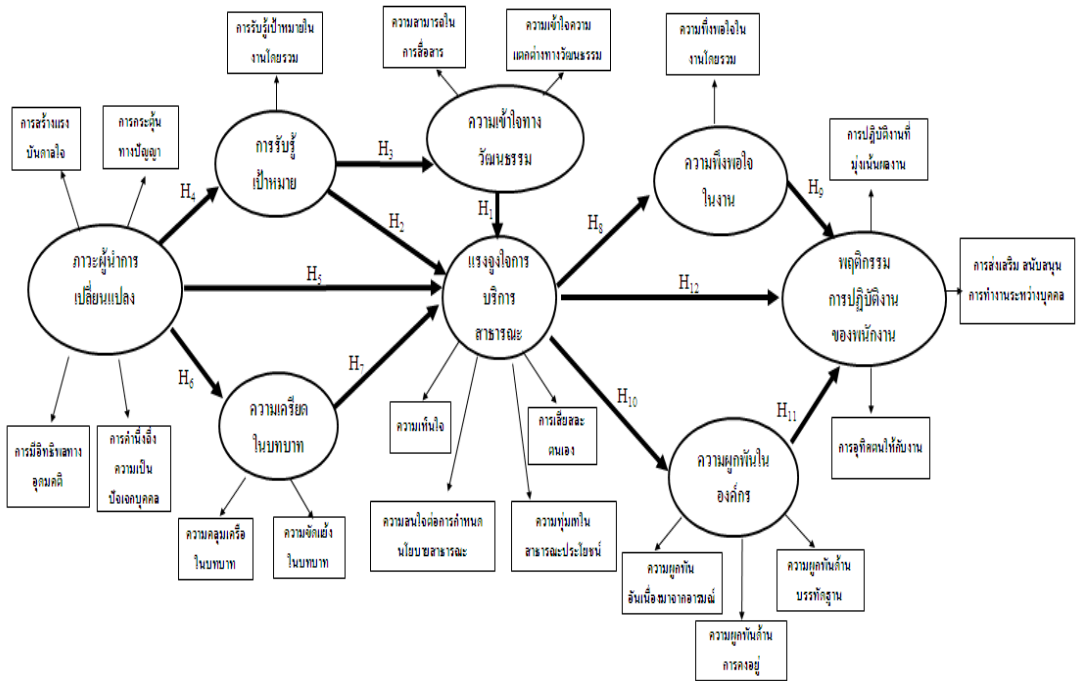 การรับรู้เป้าหมายใน
งานโดยรวม
ความสามารถใน
การสื่อสาร
ความเข้าใจความ
แตกต่างทางวัฒนธรรม
ความพึงพอใจใน
งานโดยรวม
การสร้างแรง
บันดาลใจ
การกระตุ้น
ทางปัญญา
การรับรู้
เป้าหมาย
H3
ความเข้าใจทาง
วัฒนธรรม
ความพึงพอใจ
ในงาน
การปฏิบัติงานที่
มุ่งเน้นผลงาน
H4
H2
H1
H8
H9
ภาวะผู้นำการ
เปลี่ยนแปลง
H5
แรงจูงใจการ
บริการ
สาธารณะ
H12
พฤติกรรม
การปฏิบัติงาน
ของพนักงาน
การส่งเสริม สนับสนุน
การทำงานระหว่างบุคคล
H6
H7
H10
H11
ความเครียด
ในบทบาท
ความเห็นใจ
การเสียสละ
ตนเอง
ความผูกพันใน
องค์กร
การอุทิศตนให้กับงาน
การมีอิทธิพลทาง
อุดมคติ
การคำนึงถึง
ความเป็น
ปัจเจกบุคคล
ความคลุมเครือ
ในบทบาท
ความขัดแย้ง
ในบทบาท
ความสนใจต่อการกำหนด
นโยบายสาธารณะ
ความทุ่มเทใน
สาธารณะประโยชน์
ความผูกพัน
อันเนื่องมาจากอารมณ์
ความผูกพันด้าน
การคงอยู่
ความผูกพันด้าน
บรรทัดฐาน